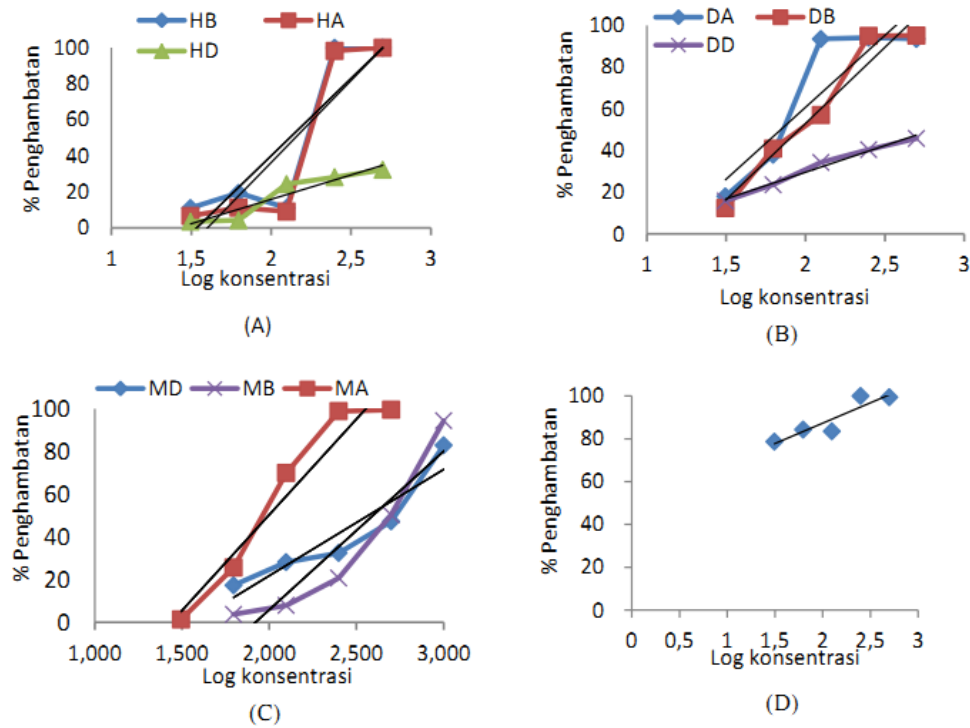 HB HA
HD
% Penghambatan
100
80
60
40
20
0
1 1,5 2 2,5 3
Log konsentrasi
(A)
DA DB
DD
% Penghambatan
100
80
60
40
20
0
1 1,5 2 2,5 3
Log konsentrasi
(B)
MD MB MA
% Penghambatan
100
80
60
40
20
0
1,000 1,500 2,000 2,500 3,000
Log konsentrasi
(C)
% Penghambatan
100
80
60
40
20
0
0 0,5 1 1,5 2 2,5 3
Log konsentrasi
(D)